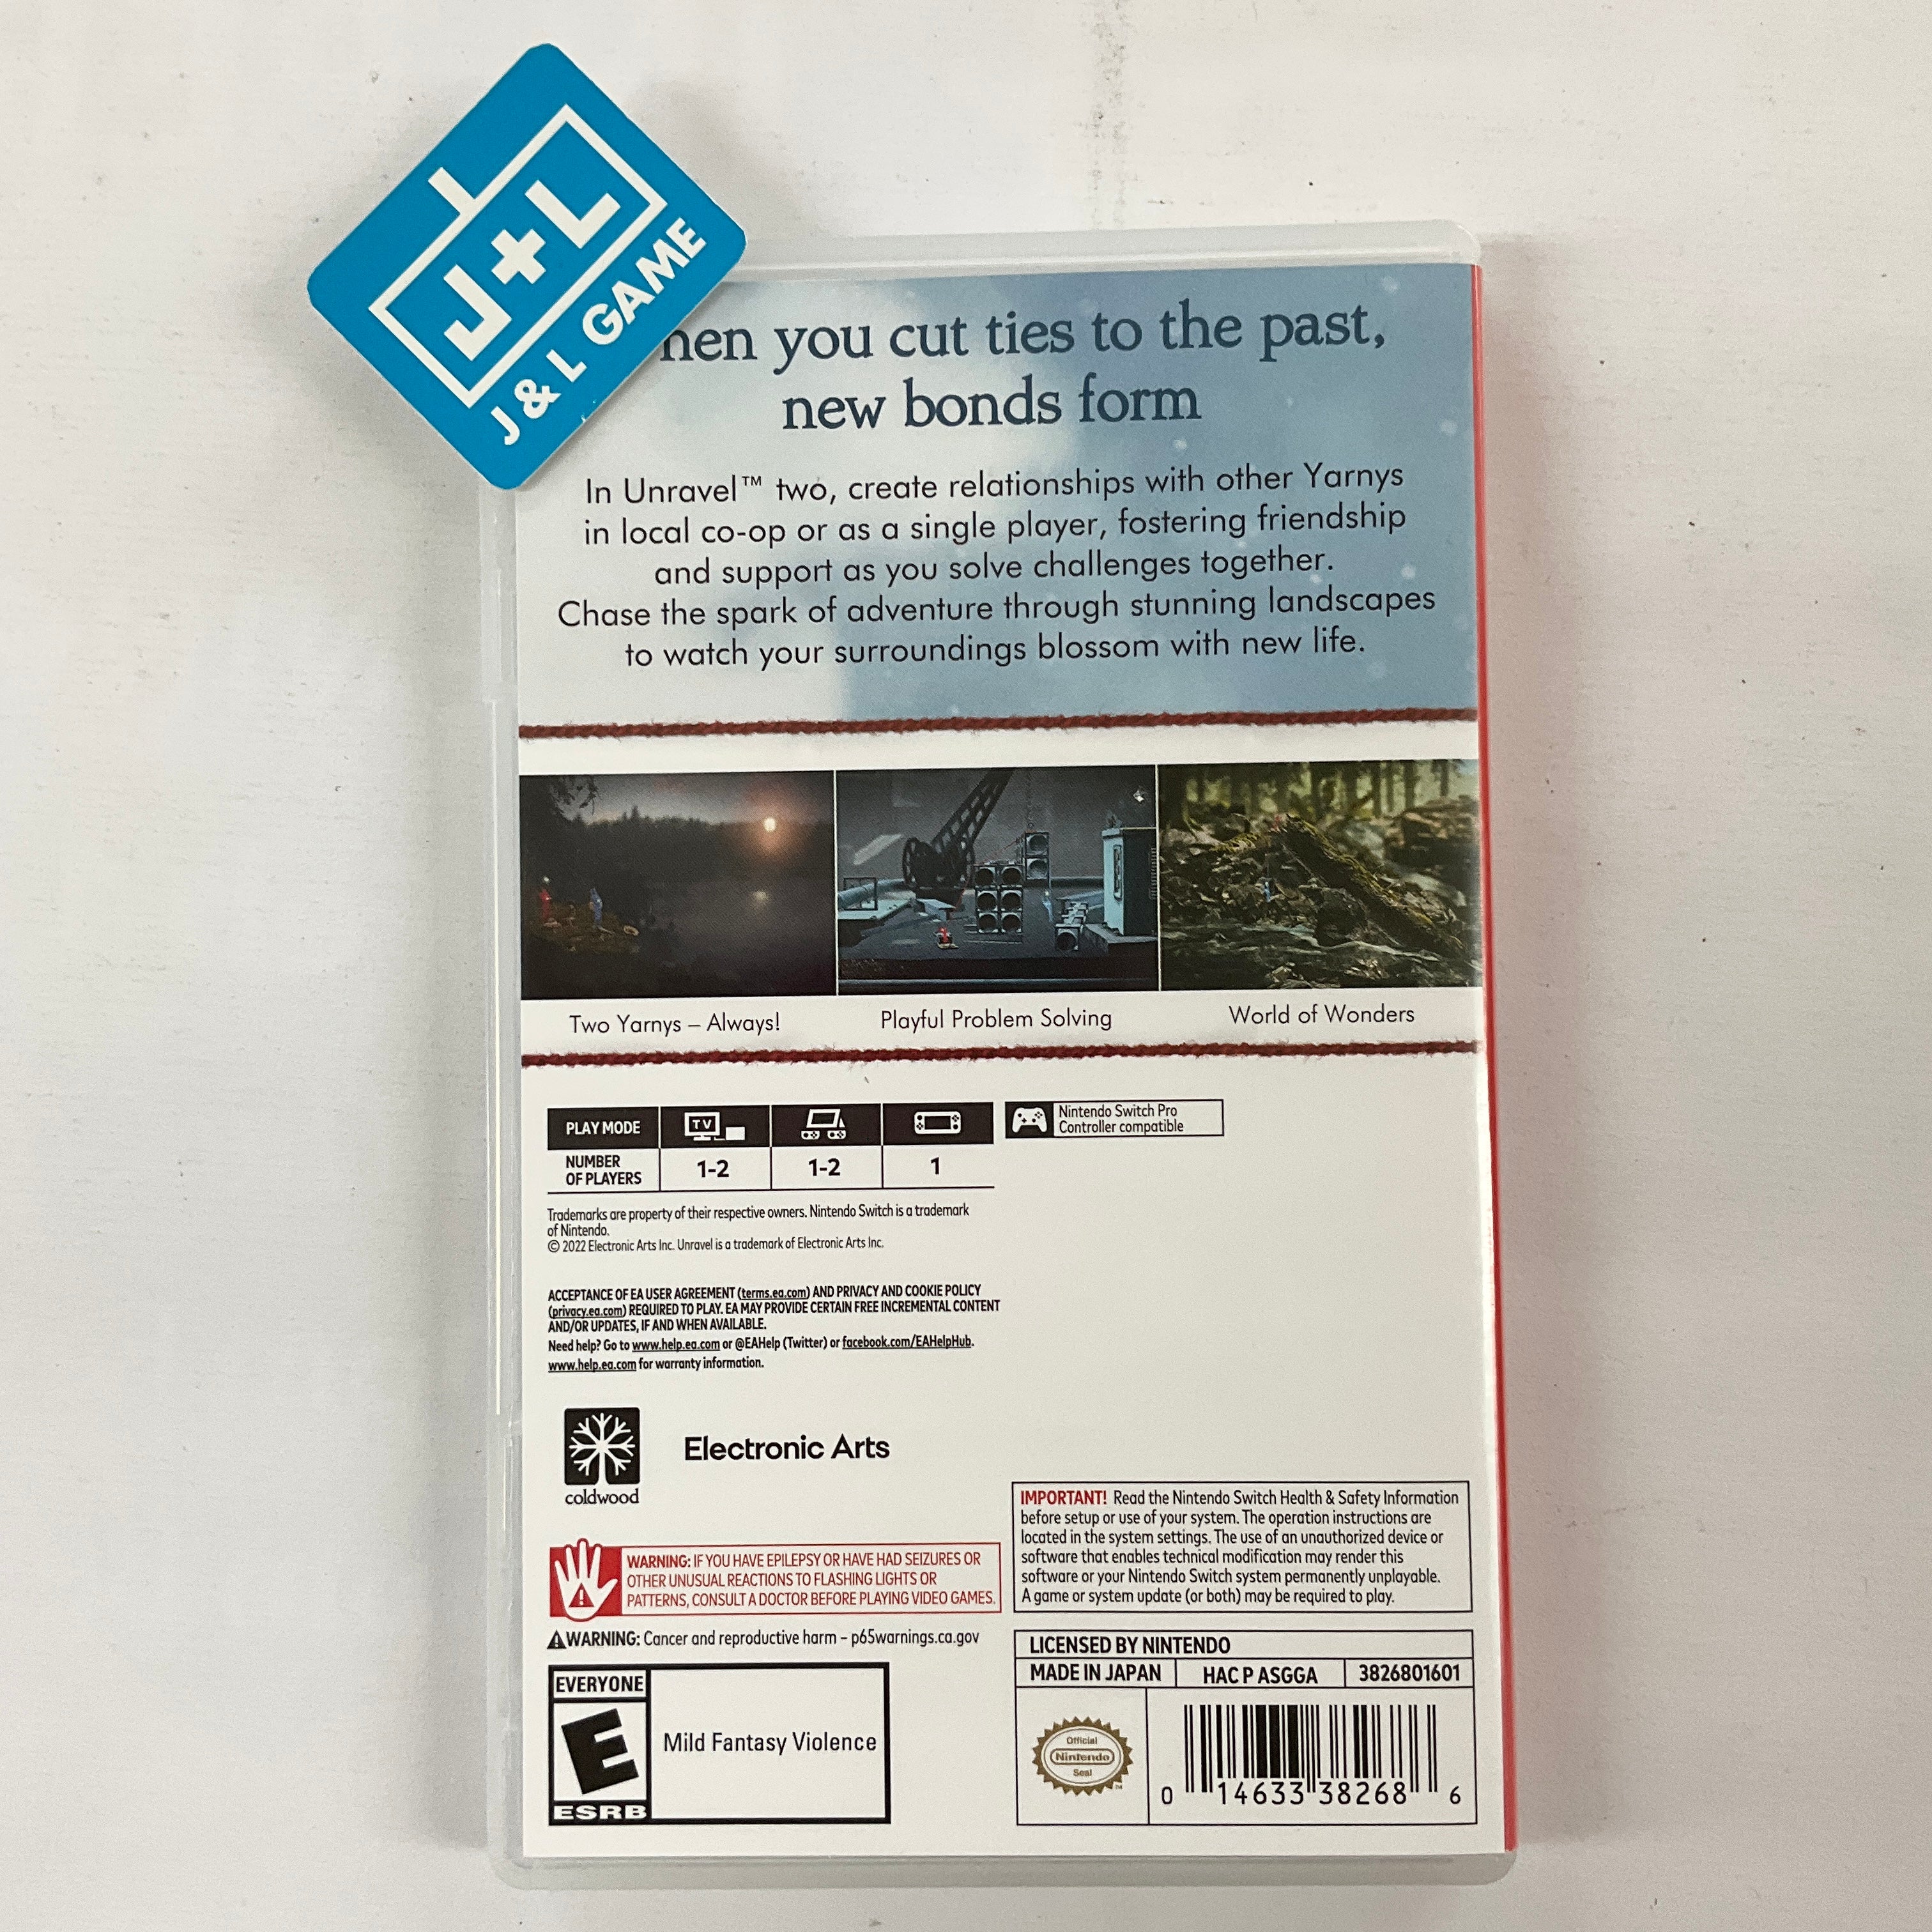 J+L
J & L GAME
hen you cut ties to the past,
new bonds form
In Unravel™ two, create relationships with other Yarnys
in local co-op or as a single player, fostering friendship
and support as you solve challenges together.
Chase the spark of adventure through stunning landscapes
to watch your surroundings blossom with new life.
Two Yarnys – Always!
Playful Problem Solving
World of Wonders
PLAY MODE
TV
NUMBER
OF PLAYERS
1-2
1-2
1
Nintendo Switch Pro
Controller compatible
Trademarks are property of their respective owners. Nintendo Switch is a trademark
of Nintendo.
© 2022 Electronic Arts Inc. Unravel is a trademark of Electronic Arts Inc.
ACCEPTANCE OF EA USER AGREEMENT (terms.ea.com) AND PRIVACY AND COOKIE POLICY
(privacy.ea.com) REQUIRED TO PLAY. EA MAY PROVIDE CERTAIN FREE INCREMENTAL CONTENT
AND/OR UPDATES, IF AND WHEN AVAILABLE.
Need help? Go to www.help.ea.com or @EAHelp (Twitter) or facebook.com/EAHelpHub.
www.help.ea.com for warranty information.
coldwood
Electronic Arts
WARNING: IF YOU HAVE EPILEPSY OR HAVE HAD SEIZURES OR
OTHER UNUSUAL REACTIONS TO FLASHING LIGHTS OR
PATTERNS, CONSULT A DOCTOR BEFORE PLAYING VIDEO GAMES.
WARNING: Cancer and reproductive harm – p65warnings.ca.gov
EVERYONE
E
ESRB
Mild Fantasy Violence
IMPORTANT! Read the Nintendo Switch Health & Safety Information
before setup or use of your system. The operation instructions are
located in the system settings. The use of an unauthorized device or
software that enables technical modification may render this
software or your Nintendo Switch system permanently unplayable.
A game or system update (or both) may be required to play.
LICENSED BY NINTENDO
MADE IN JAPAN
HAC P ASGGA
3826801601
Official
Nintendo
Seal
0 14633 38268 6